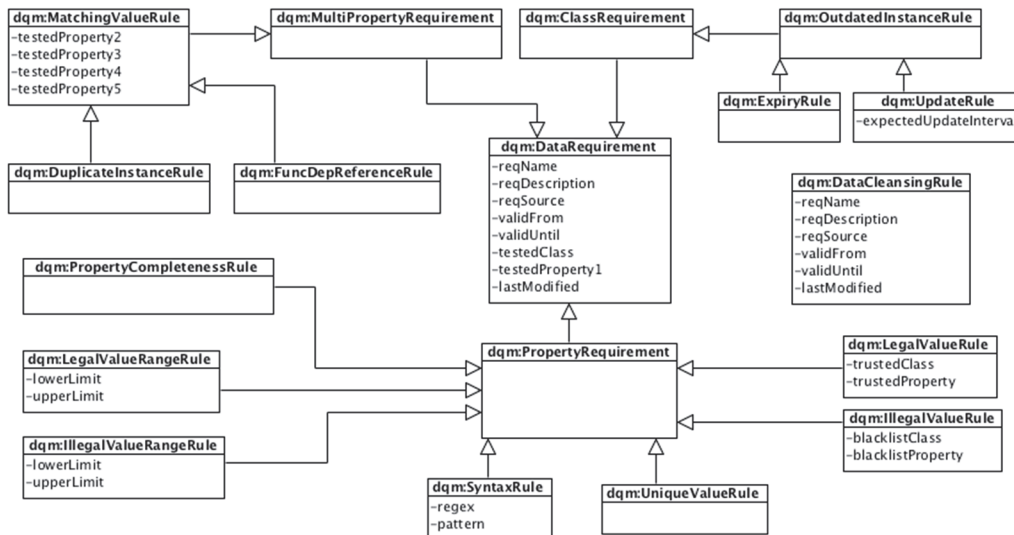 dqm:MatchingValueRule
-testedProperty2
-testedProperty3
-testedProperty4
-testedProperty5
dqm:MultiPropertyRequirement
dqm:ClassRequirement
dqm:OutdatedInstanceRule
dqm:ExpiryRule
dqm:UpdateRule
-expectedUpdateInterva
dqm:DuplicateInstanceRule
dqm:FuncDepReferenceRule
dqm:DataRequirement
-reqName
-reqDescription
-reqSource
-validFrom
-validUntil
-testedClass
-testedProperty1
-lastModified
dqm:DataCleansingRule
-reqName
-reqDescription
-reqSource
-validFrom
-validUntil
-lastModified
dqm:PropertyCompletenessRule
dqm:LegalValueRangeRule
-lowerLimit
-upperLimit
dqm:IllegalValueRangeRule
-lowerLimit
-upperLimit
dqm:PropertyRequirement
dqm:LegalValueRule
-trustedClass
-trustedProperty
dqm:IllegalValueRule
-blacklistClass
-blacklistProperty
dqm:SyntaxRule
-regex
-pattern
dqm:UniqueValueRule